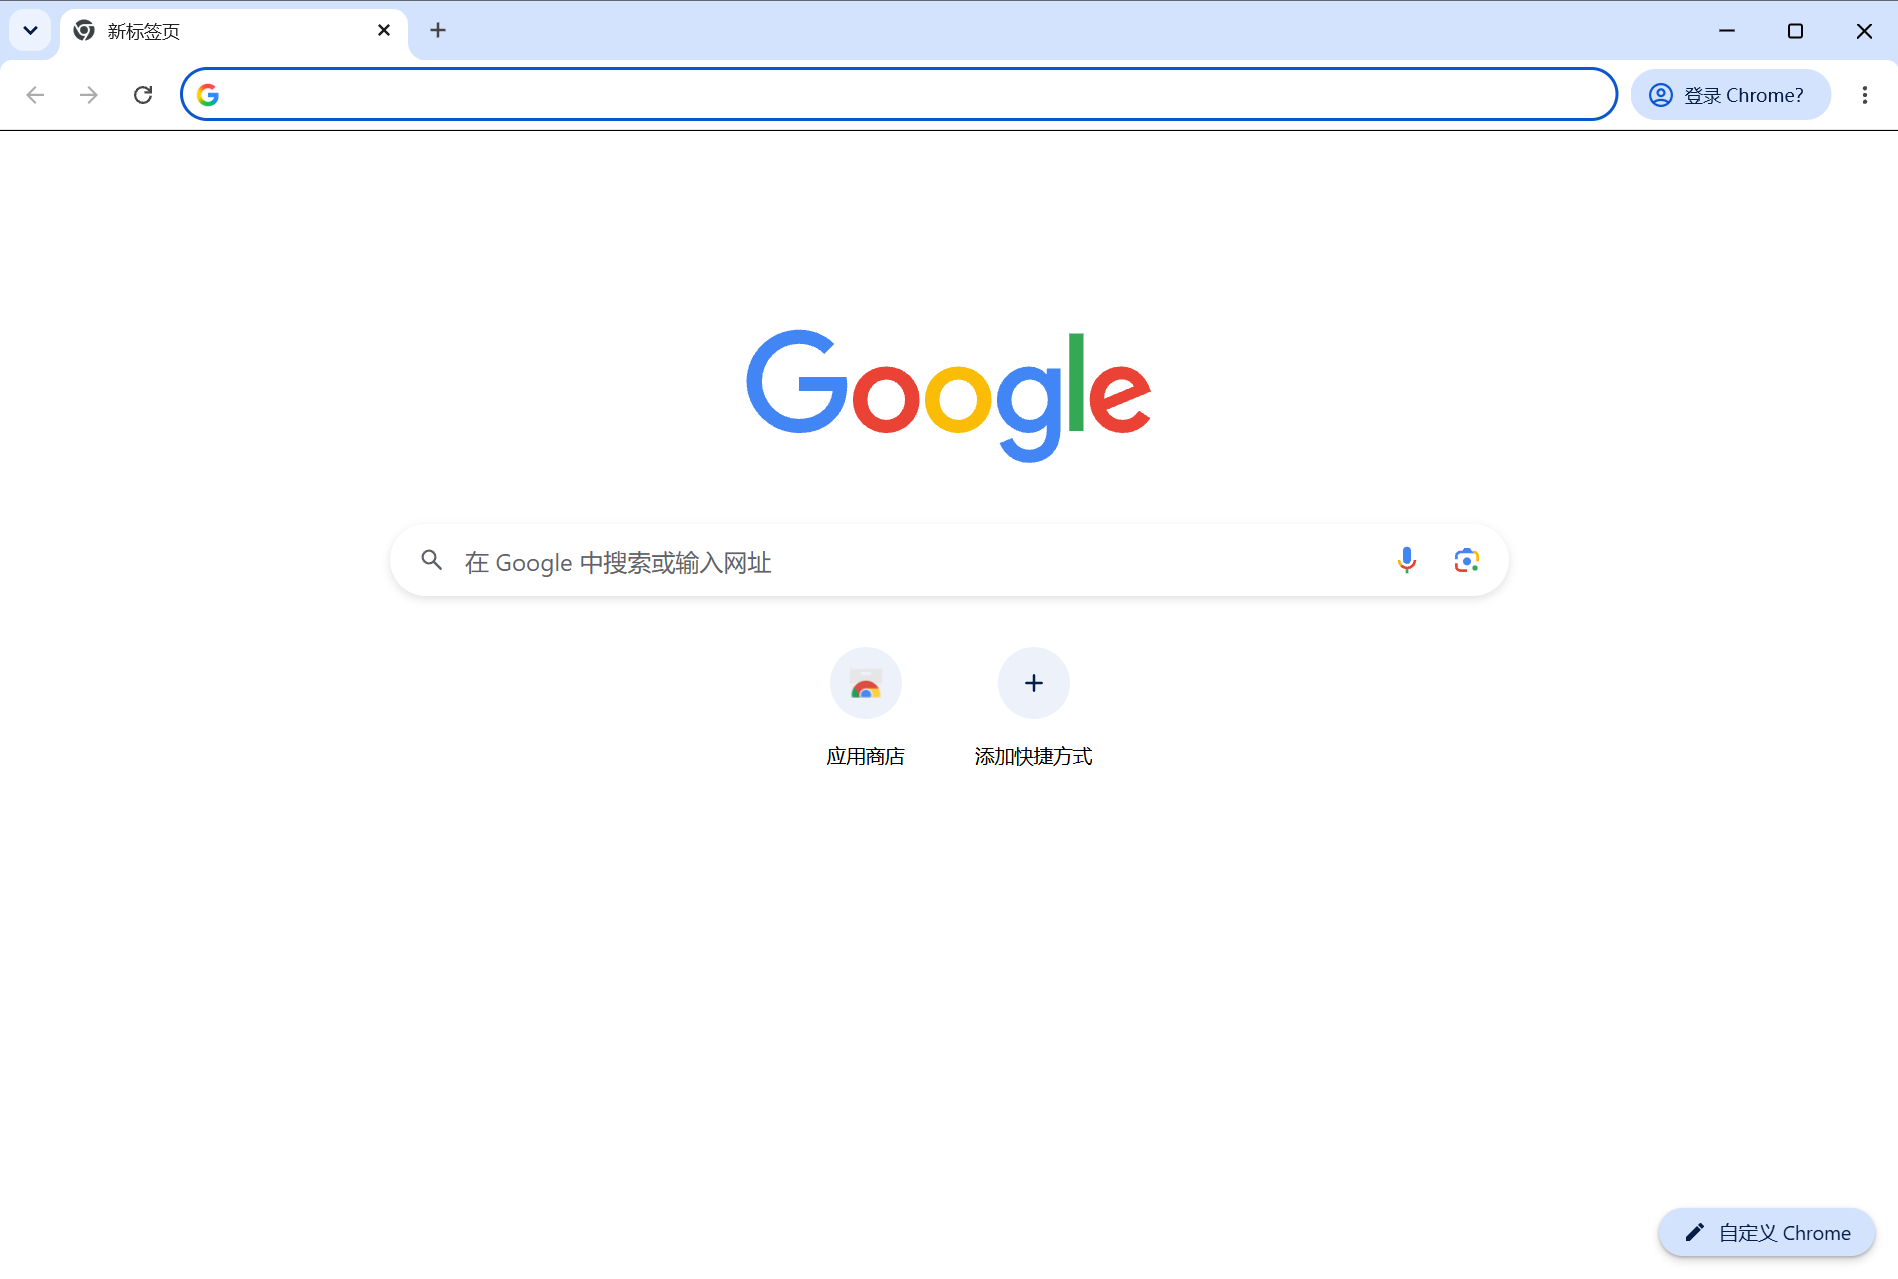 新标签页
登录 Chrome?
Google
在 Google 中搜索或输入网址
应用商店
添加快捷方式
自定义 Chrome